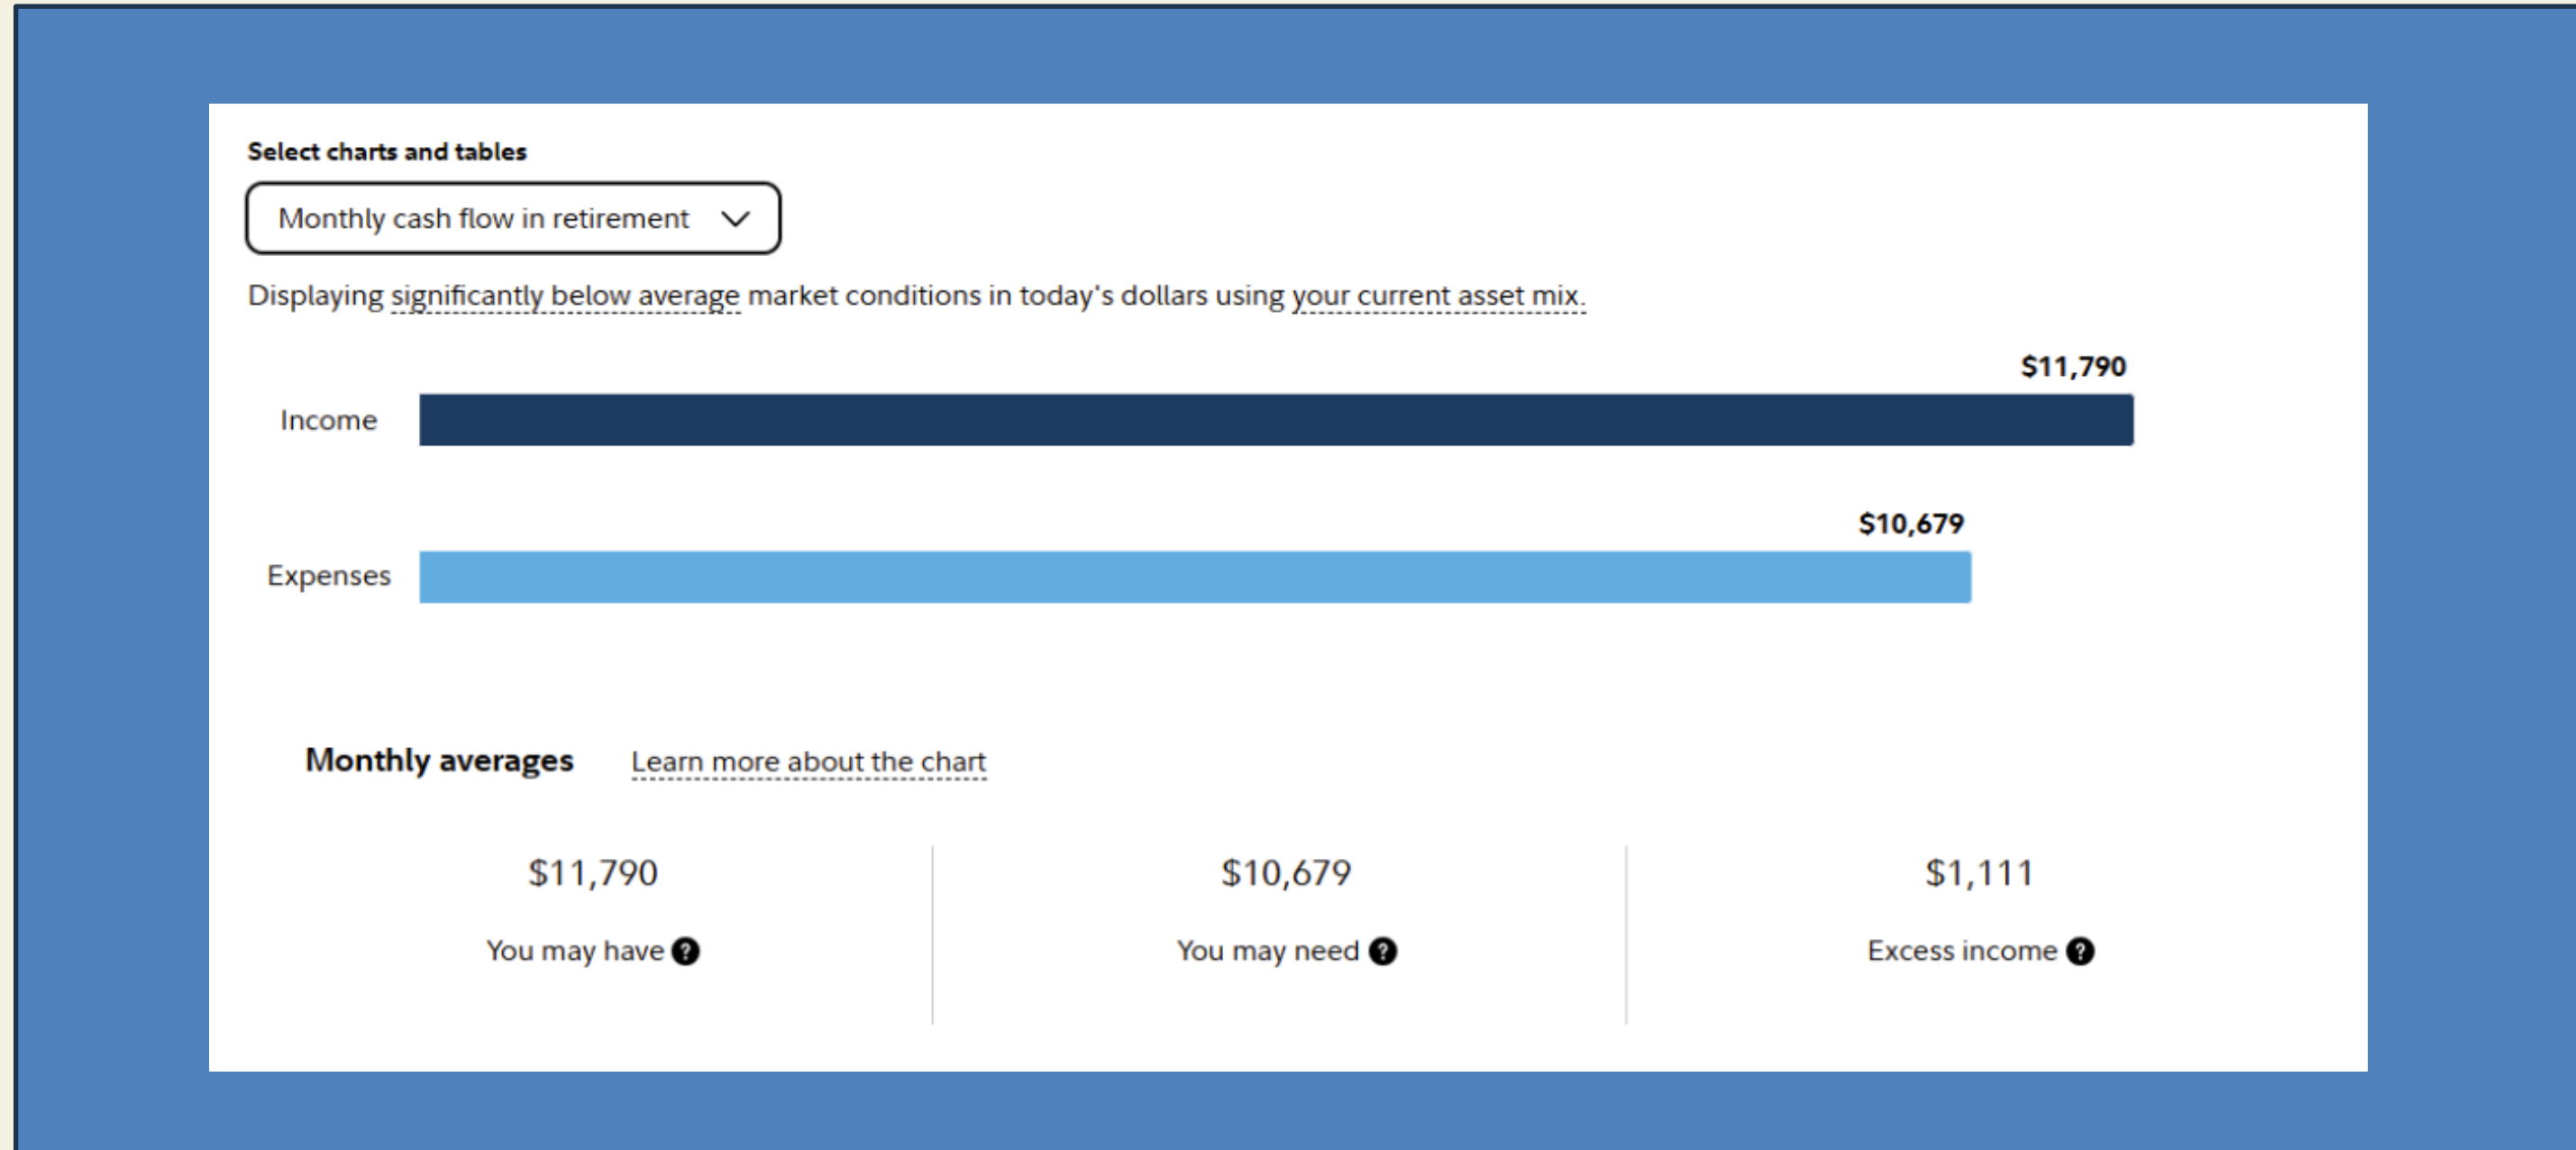 Select charts and tables
Monthly cash flow in retirement
Displaying significantly below average market conditions in today's dollars using your current asset mix.
$11,790
Income
$10,679
Expenses
Monthly averages Learn more about the chart
$11,790 $10,679 $1,111
You may have ? You may need ? Excess income ?